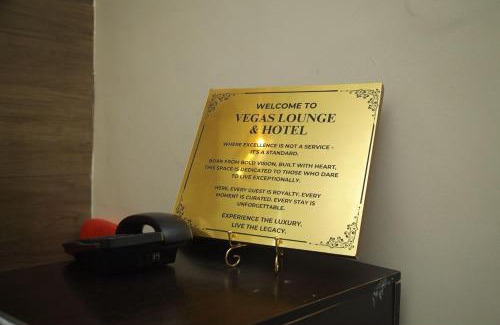 WELCOME TO
VEGAS LOUNGE
& HOTEL
WHERE EXCELLENCE IS NOT A SERVICE -
IT'S A STANDARD.
BORN FROM BOLD VISION, BUILT WITH HEART,
THIS SPACE IS DEDICATED TO THOSE WHO DARE
TO LIVE EXCEPTIONALLY.
HERE, EVERY GUEST IS ROYALTY. EVERY
MOMENT IS CURATED. EVERY STAY IS
UNFORGETTABLE.
EXPERIENCE THE LUXURY.
LIVE THE LEGACY.